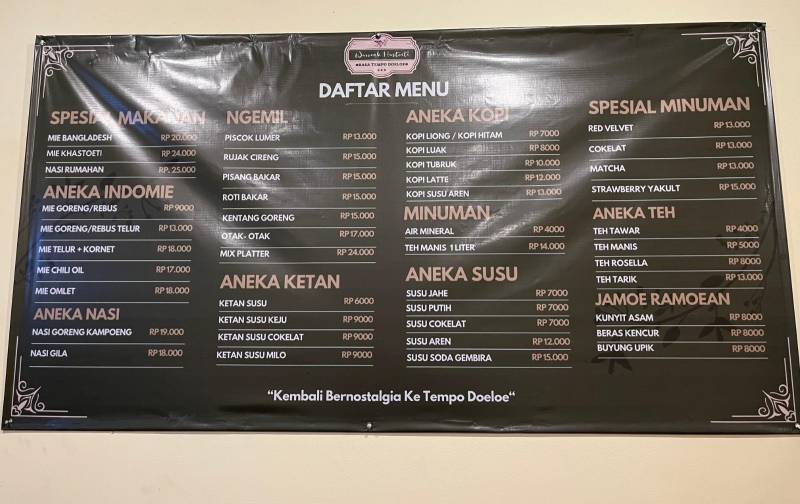 RASA TEMPO DOELOE
DAFTAR MENU
SPESIAL MAKANAN
MIE BANGLADESH RP 20.000
MIE KHASTOETI RP 24.000
NASI RUMAHAN RP. 25.000
ANEKA INDOMIE
MIE GORENG/REBUS RP 9000
MIE GORENG/REBUS TELUR RP 13.000
MIE TELUR + KORNET RP 18.000
MIE CHILI OIL RP 17.000
MIE OMLET RP 18.000
ANEKA NASI
NASI GORENG KAMPOENG RP 19.000
NASI GILA RP 18.000
NGEMIL
PISCOK LUMER RP 13.000
RUJAK CIRENG RP 15.000
PISANG BAKAR RP 15.000
ROTI BAKAR RP 15.000
KENTANG GORENG RP 15.000
OTAK- OTAK RP 17.000
MIX PLATTER RP 24.000
ANEKA KETAN
KETAN SUSU RP 6000
KETAN SUSU KEJU RP 9000
KETAN SUSU COKELAT RP 9000
KETAN SUSU MILO RP 9000
ANEKA KOPI
KOPI LIONG / KOPI HITAM RP 7000
KOPI LUAK RP 8000
KOPI TUBRUK RP 10.000
KOPI LATTE RP 12.000
KOPI SUSU AREN RP 13.000
MINUMAN
AIR MINERAL RP 4000
TEH MANIS 1 LITER RP 14.000
ANEKA SUSU
SUSU JAHE RP 7000
SUSU PUTIH RP 7000
SUSU COKELAT RP 7000
SUSU AREN RP 12.000
SUSU SODA GEMBIRA RP 15.000
SPESIAL MINUMAN
RED VELVET RP 13.000
COKELAT RP 13.000
MATCHA RP 13.000
STRAWBERRY YAKULT RP 15.000
ANEKA TEH
TEH TAWAR RP 4000
TEH MANIS RP 5000
TEH ROSELLA RP 8000
TEH TARIK RP 13.000
JAMOE RAMOEAN
KUNYIT ASAM RP 8000
BERAS KENCUR RP 8000
BUYUNG UPIK RP 8000
“Kembali Bernostalgia Ke Tempo Doeloe“